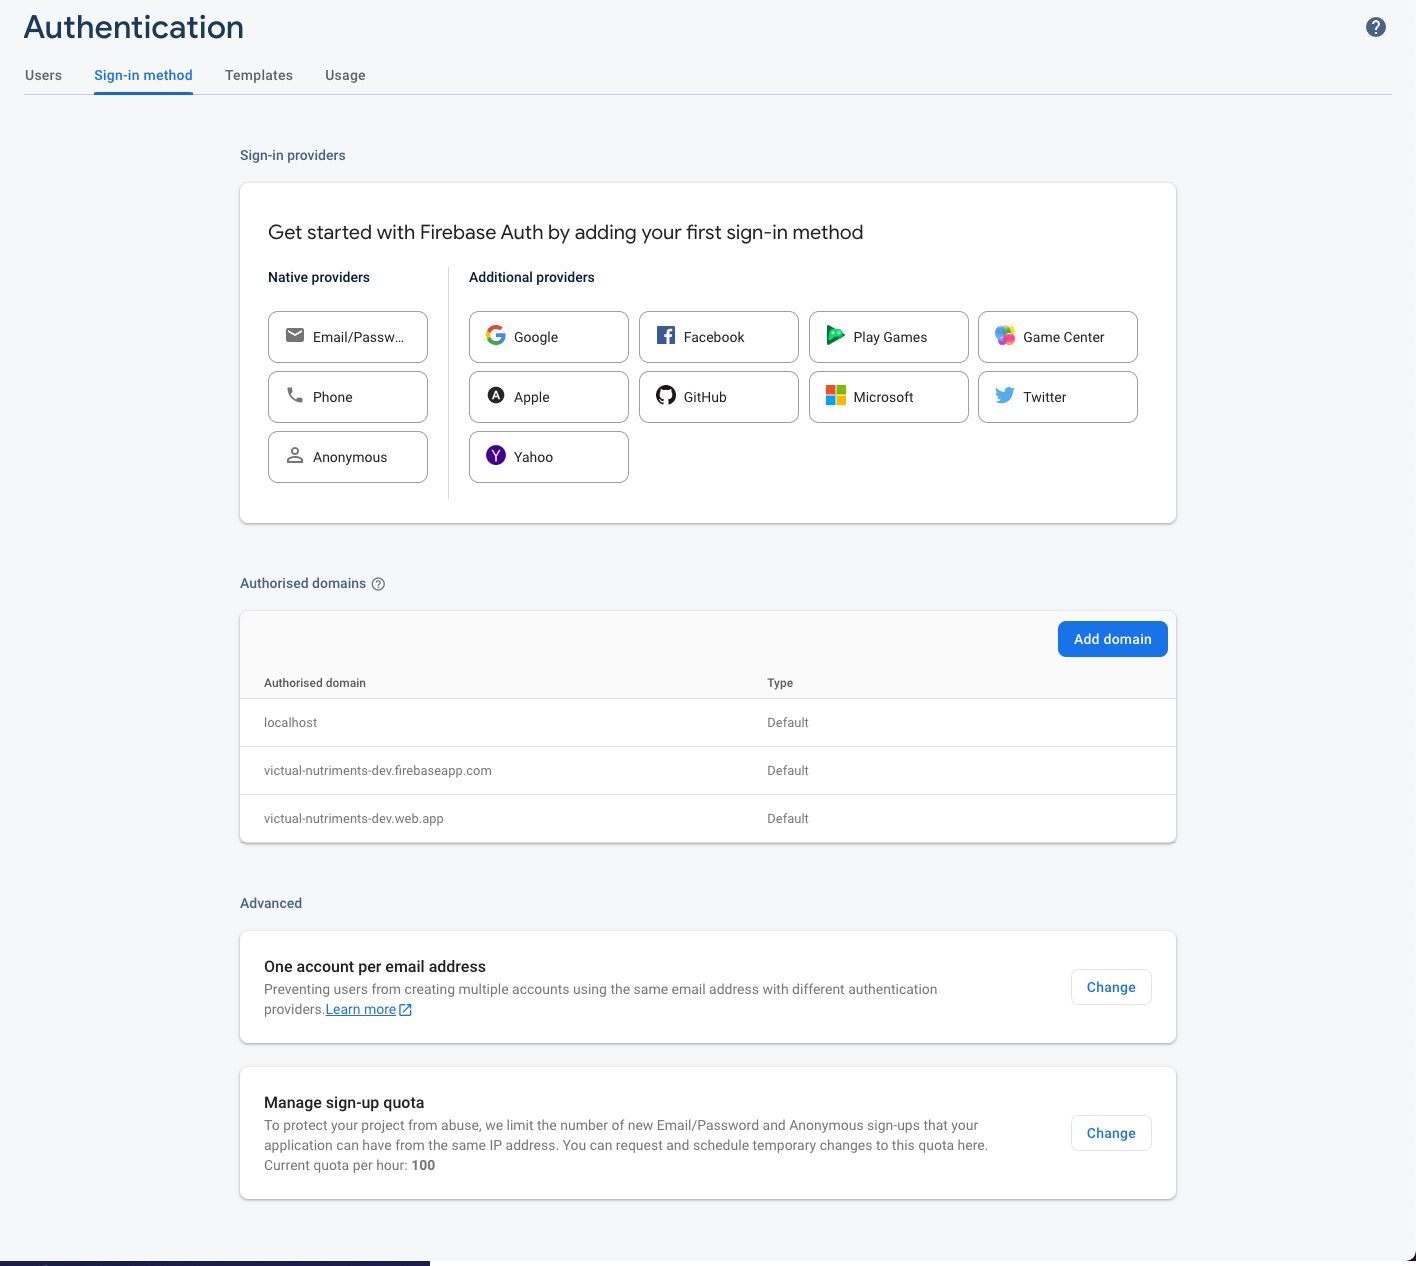 Authentication
Users
Sign-in method
Templates
Usage
Sign-in providers
Get started with Firebase Auth by adding your first sign-in method
Native providers
Additional providers
Email/Passw...
Google
Facebook
Play Games
Game Center
Phone
Apple
GitHub
Microsoft
Twitter
Anonymous
Yahoo
Authorised domains
Add domain
Authorised domain
Type
localhost
Default
victual-nutriments-dev.firebaseapp.com
Default
victual-nutriments-dev.web.app
Default
Advanced
One account per email address
Preventing users from creating multiple accounts using the same email address with different authentication
providers.Learn more
Change
Manage sign-up quota
To protect your project from abuse, we limit the number of new Email/Password and Anonymous sign-ups that your
application can have from the same IP address. You can request and schedule temporary changes to this quota here.
Current quota per hour: 100
Change